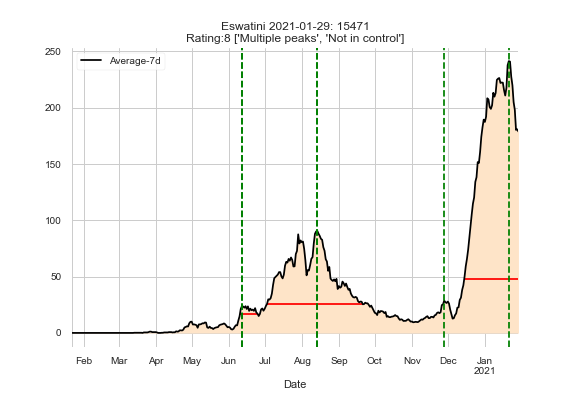 Eswatini 2021-01-29: 15471
Rating:8 ['Multiple peaks', 'Not in control']
Average-7d
250
200
150
100
50
0
Feb Mar Apr May Jun Jul Aug Sep Oct Nov Dec Jan
2021
Date